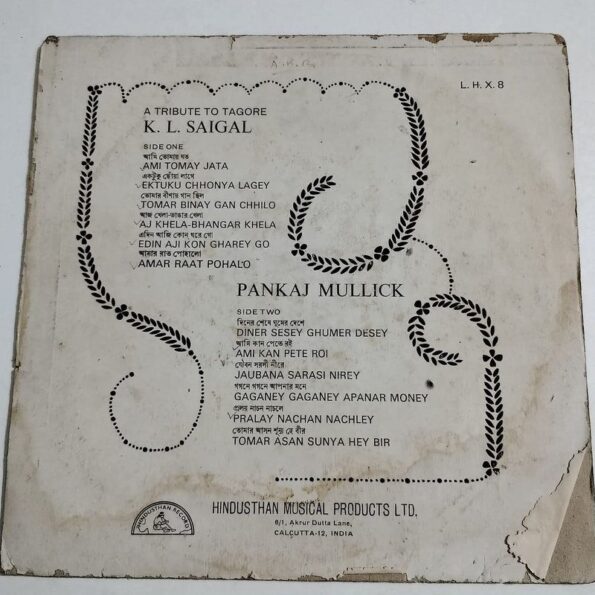 L. H. X. 8
A TRIBUTE TO TAGORE
K. L. SAIGAL
SIDE ONE
আমি তোমায় যত
AMI TOMAY JATA
একটুকু ছোঁয়া লাগে
EKTUKU CHHONYA LAGEY
তোমার বীণায় গান ছিল
TOMAR BINAY GAN CHHILO
আজ খেলা-ভাঙার খেলা
AJ KHELA-BHANGAR KHELA
এদিন আজি কোন ঘরে গো
EDIN AJI KON GHAREY GO
আমার রাত পোহালো
AMAR RAAT POHALO
PANKAJ MULLICK
SIDE TWO
দিনের শেষে ঘুমের দেশে
DINER SESEY GHUMER DESEY
আমি কান পেতে রই
AMI KAN PETE ROI
যৌবন সরসী নীরে
JAUBANA SARASI NIREY
গগনে গগনে আপনার মনে
GAGANEY GAGANEY APANAR MONEY
প্রলয় নাচন নাচলে
PRALAY NACHAN NACHLEY
তোমার আসন শূন্য হে বীর
TOMAR ASAN SUNYA HEY BIR
HINDUSTHAN RECORD
HINDUSTHAN MUSICAL PRODUCTS LTD.
6/1, Akrur Dutta Lane,
CALCUTTA-12, INDIA